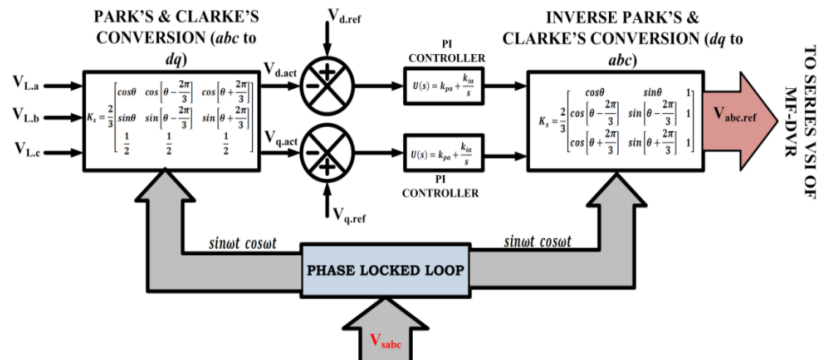 PARK'S & CLARKE'S
CONVERSION (abc to
dq)
V_d.ref
INVERSE PARK'S &
CLARKE'S CONVERSION (dq to
abc)
PI
CONTROLLER
V_L.a
V_L.b
V_L.c
K_s = 2/3 [cosθ cos[θ − 2π/3] cos[θ + 2π/3]
sinθ sin[θ − 2π/3] sin[θ + 2π/3]
1/2 1/2 1/2]
V_d.act
+
−
U(s) = k_pa + k_ia/s
K_s = 2/3 [cosθ sinθ 1
cos[θ − 2π/3] sin[θ − 2π/3] 1
cos[θ + 2π/3] sin[θ + 2π/3] 1]
V_abc.ref
TO SERIES VSI OF
MF-DVR
V_q.act
−
+
U(s) = k_pa + k_ia/s
PI
CONTROLLER
V_q.ref
sinωt cosωt
PHASE LOCKED LOOP
sinωt cosωt
V_sabc